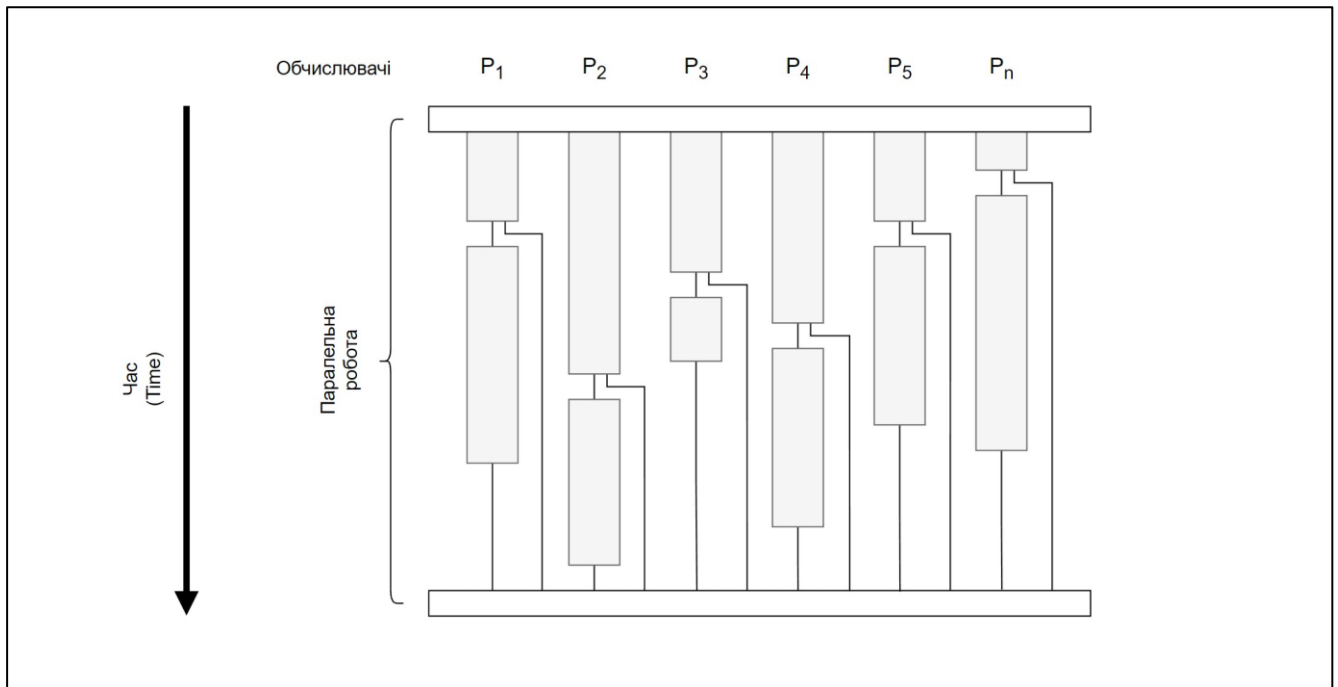 Обчислювачі P₁ P₂ P₃ P₄ P₅ Pₙ
Час
(Time)
Паралельна
робота